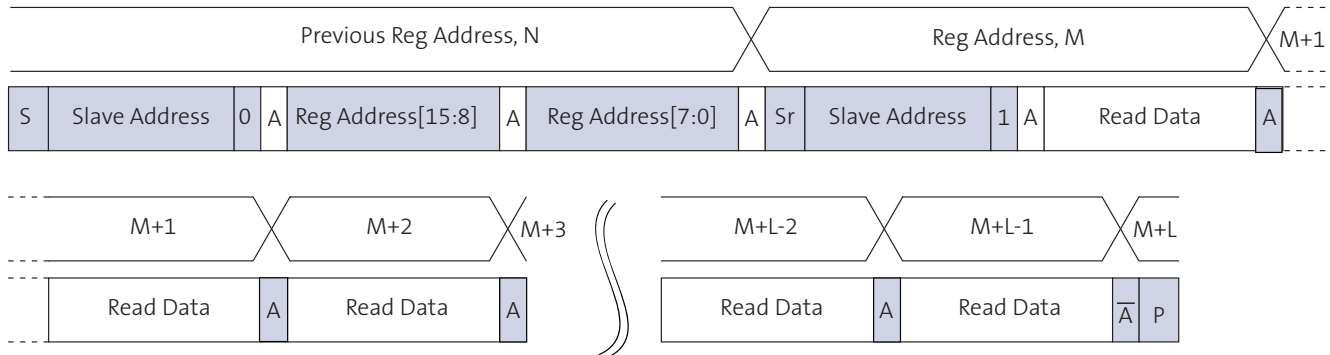 Previous Reg Address, N Reg Address, M M+1
S Slave Address 0 A Reg Address[15:8] A Reg Address[7:0] A Sr Slave Address 1 A Read Data A
M+1 M+2 M+3 M+L-2 M+L-1 M+L
Read Data A Read Data A Read Data A Read Data A̅ P